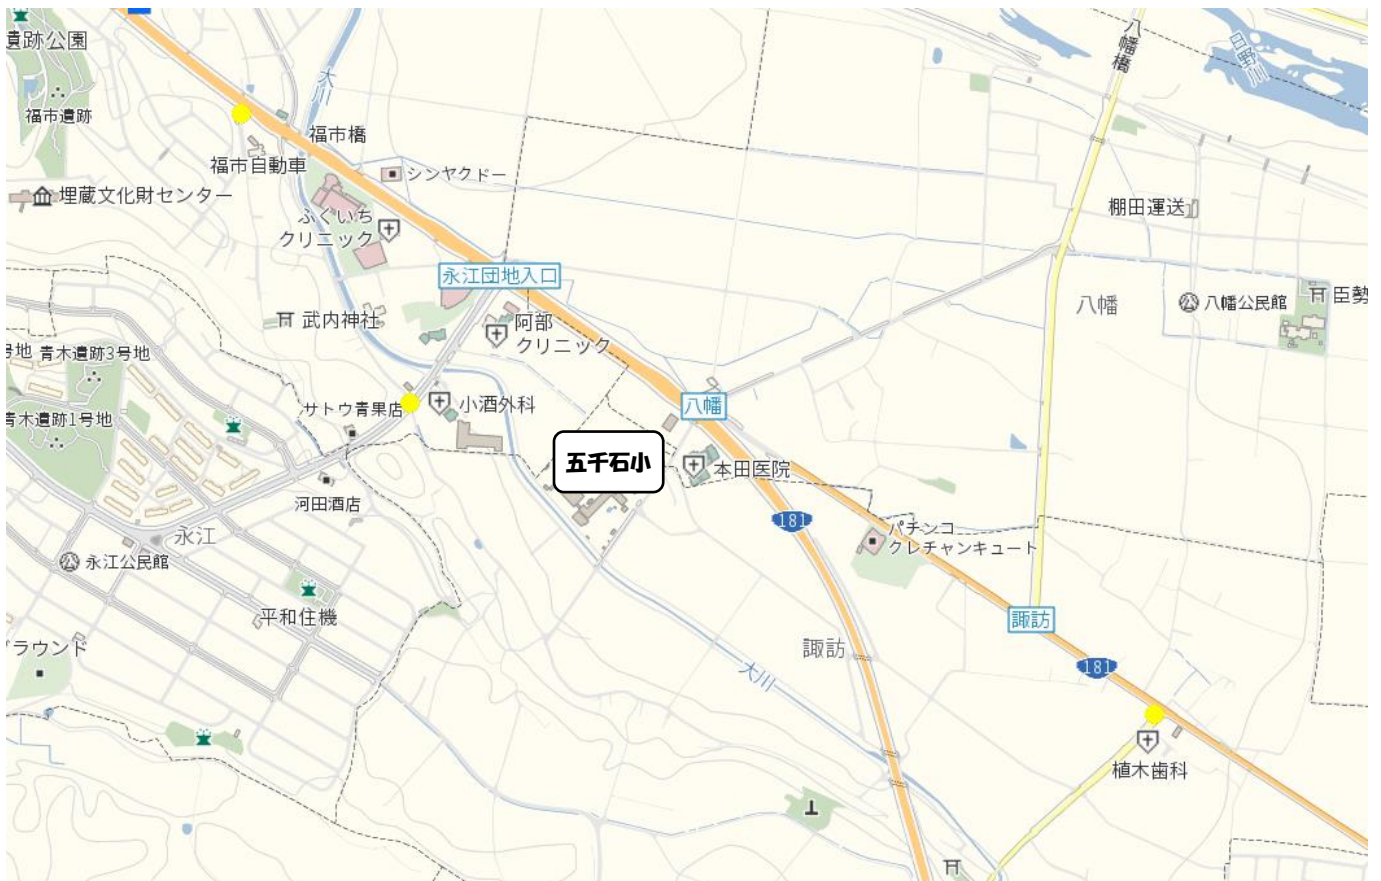 遺跡公園
福市遺跡
埋蔵文化財センター
大川
福市橋
福市自動車
シンヤクドー
ふくいち
クリニック
永江団地入口
武内神社
阿部
クリニック
八幡橋
日野川
棚田運送
八幡
八幡公民館
臣勢
号地
青木遺跡3号地
青木遺跡1号地
サトウ青果店
小酒外科
八幡
五千石小
本田医院
河田酒店
永江
永江公民館
181
パチンコ
クレチャンキュート
平和住機
ラウンド
諏訪
諏訪
大川
181
植木歯科